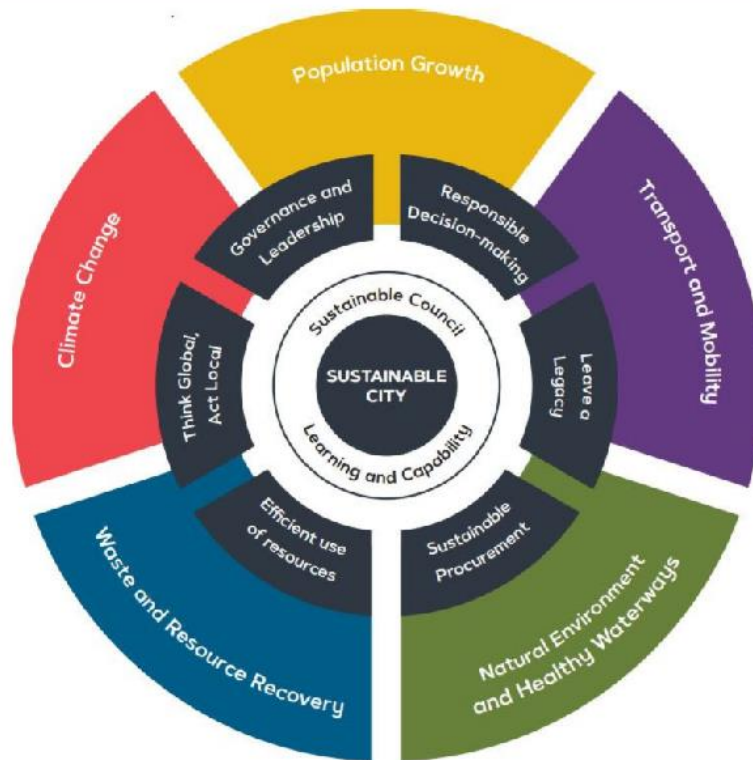 Population Growth
Transport and Mobility
Natural Environment
and Healthy Waterways
Waste and Resource Recovery
Climate Change
Governance and
Leadership
Responsible
Decision-making
Leave a
Legacy
Sustainable
Procurement
Efficient use
of resources
Think Global,
Act Local
Sustainable Council
SUSTAINABLE
CITY
Learning and Capability